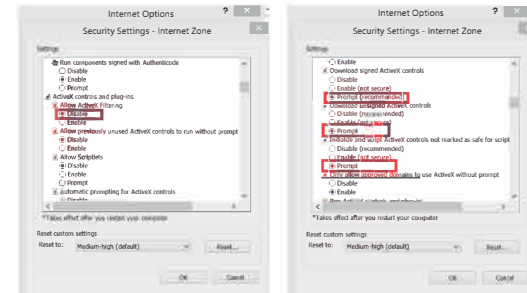 Internet Options
Security Settings - Internet Zone
Settings
Run components signed with Authenticode
Disable
Enable
Prompt
ActiveX controls and plug-ins
Allow ActiveX Filtering
Disable
Enable
Allow previously unused ActiveX controls to run without prompt
Disable
Enable
Allow Scriptlets
Disable
Enable
Prompt
Automatic prompting for ActiveX controls
Disable
*Takes effect after you restart your computer
Reset custom settings
Reset to: Medium-high (default) Reset...
OK Cancel
Internet Options
Security Settings - Internet Zone
Settings
Enable
Download signed ActiveX controls
Disable
Enable (not secure)
Prompt (recommended)
Download unsigned ActiveX controls
Disable (recommended)
Enable (not secure)
Prompt
Initialize and script ActiveX controls not marked as safe for script
Disable (recommended)
Enable (not secure)
Prompt
Only allow approved domains to use ActiveX without prompt
Disable
Enable
Run ActiveX controls and plug-ins
*Takes effect after you restart your computer
Reset custom settings
Reset to: Medium-high (default) Reset...
OK Cancel